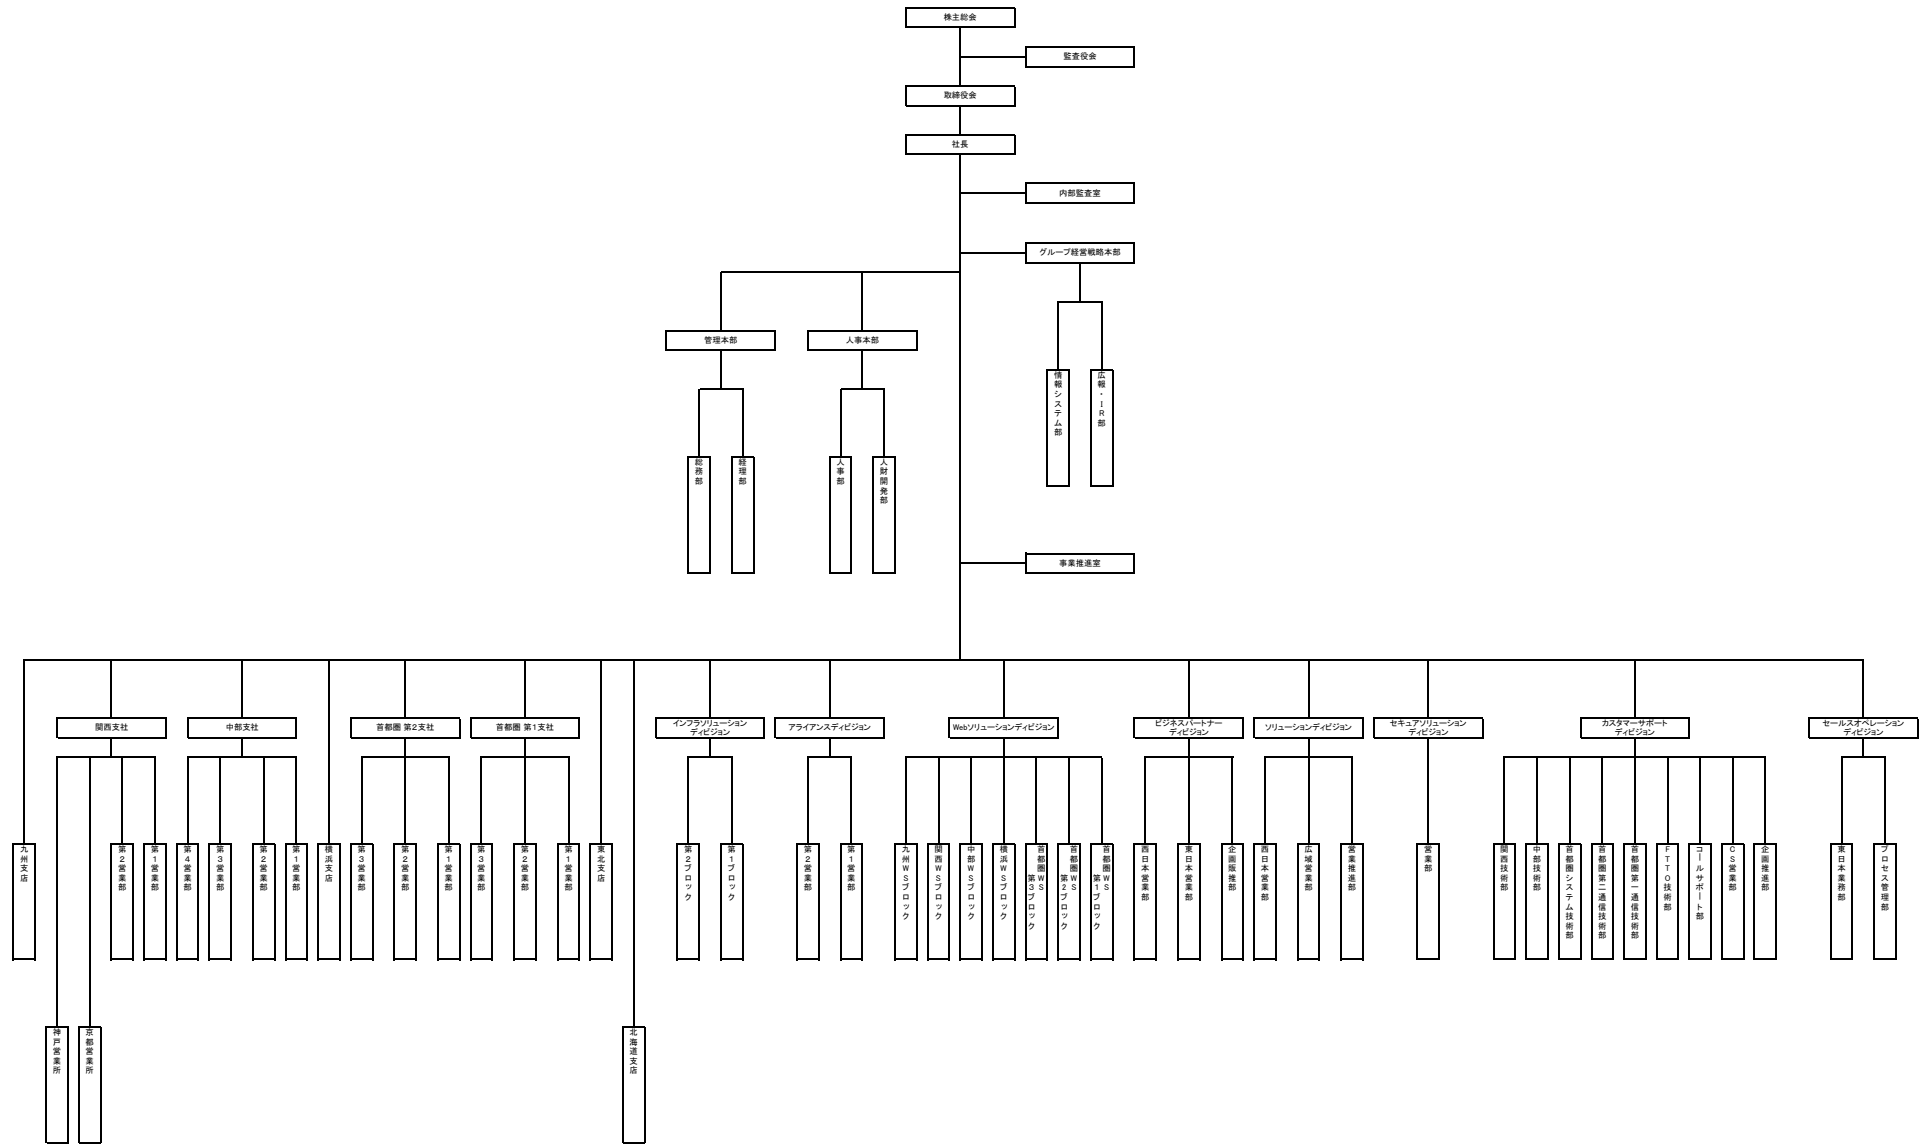 株主総会
監査役会
取締役会
社長
内部監査室
グループ経営戦略本部
管理本部
人事本部
情報システム部
広報・IR部
総務部
経理部
人事部
人財開発部
事業推進室
関西支社
中部支社
首都圏 第2支社
首都圏 第1支社
インフラソリューション
ディビジョン
アライアンスディビジョン
Webソリューションディビジョン
ビジネスパートナー
ディビジョン
ソリューションディビジョン
セキュアソリューション
ディビジョン
カスタマーサポート
ディビジョン
セールスオペレーション
ディビジョン
九州支店
第2営業部
第1営業部
第4営業部
第3営業部
第2営業部
第1営業部
横浜支店
第3営業部
第2営業部
第1営業部
第3営業部
第2営業部
第1営業部
東北支店
第2ブロック
第1ブロック
第2営業部
第1営業部
九州WSブロック
関西WSブロック
中部WSブロック
横浜WSブロック
首都圏WS
第3ブロック
首都圏WS
第2ブロック
首都圏WS
第1ブロック
西日本営業部
東日本営業部
企画販推部
西日本営業部
広域営業部
営業推進部
営業部
関西技術部
中部技術部
首都圏システム技術部
首都圏第二通信技術部
首都圏第一通信技術部
FTTO技術部
コールサポート部
CS営業部
企画推進部
東日本業務部
プロセス管理部
神戸営業所
京都営業所
北海道支店